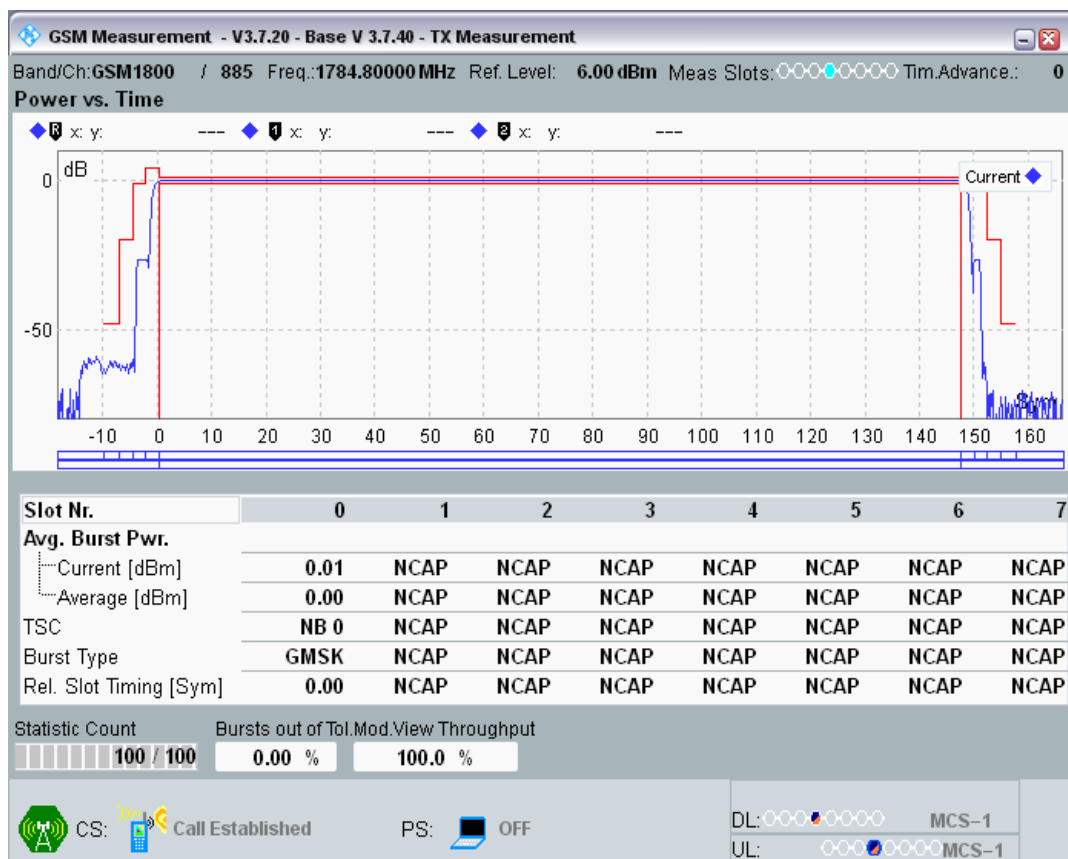 GSM Measurement - V3.7.20 - Base V 3.7.40 - TX Measurement
Band/Ch:GSM1800 / 885 Freq.:1784.80000 MHz Ref. Level: 6.00 dBm Meas Slots: Tim.Advance.: 0
Power vs. Time
R x: y: --- 1 x: y: --- 2 x: y: ---
dB
Current
0
-50
Sym
-10 0 10 20 30 40 50 60 70 80 90 100 110 120 130 140 150 160
Slot Nr. 0 1 2 3 4 5 6 7
Avg. Burst Pwr.
Current [dBm] 0.01 NCAP NCAP NCAP NCAP NCAP NCAP NCAP
Average [dBm] 0.00 NCAP NCAP NCAP NCAP NCAP NCAP NCAP
TSC NB 0 NCAP NCAP NCAP NCAP NCAP NCAP NCAP
Burst Type GMSK NCAP NCAP NCAP NCAP NCAP NCAP NCAP
Rel. Slot Timing [Sym] 0.00 NCAP NCAP NCAP NCAP NCAP NCAP NCAP
Statistic Count Bursts out of Tol.Mod.View Throughput
100 / 100 0.00 % 100.0 %
CS: Call Established PS: OFF
DL: MCS-1
UL: MCS-1